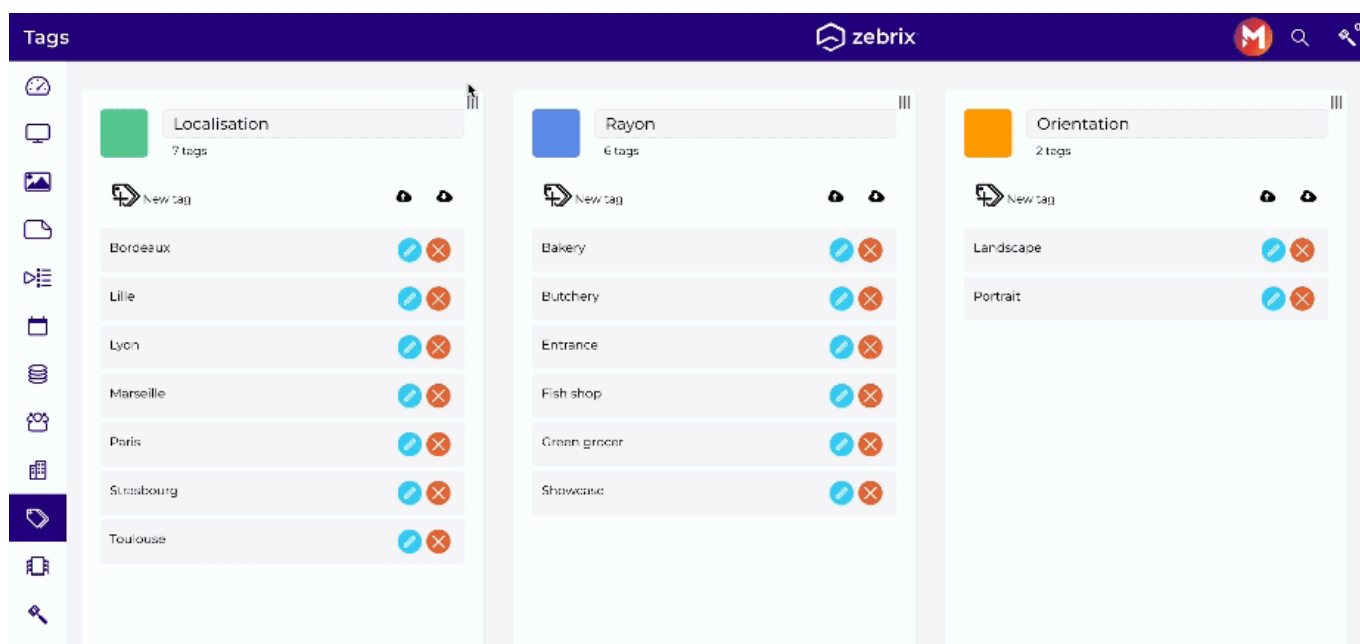 Tags
zebrix
M
Localisation
7 tags
New tag
Bordeaux
Lille
Lyon
Marseille
Paris
Strasbourg
Toulouse
Rayon
6 tags
New tag
Bakery
Butchery
Entrance
Fish shop
Green grocer
Showcase
Orientation
2 tags
New tag
Landscape
Portrait